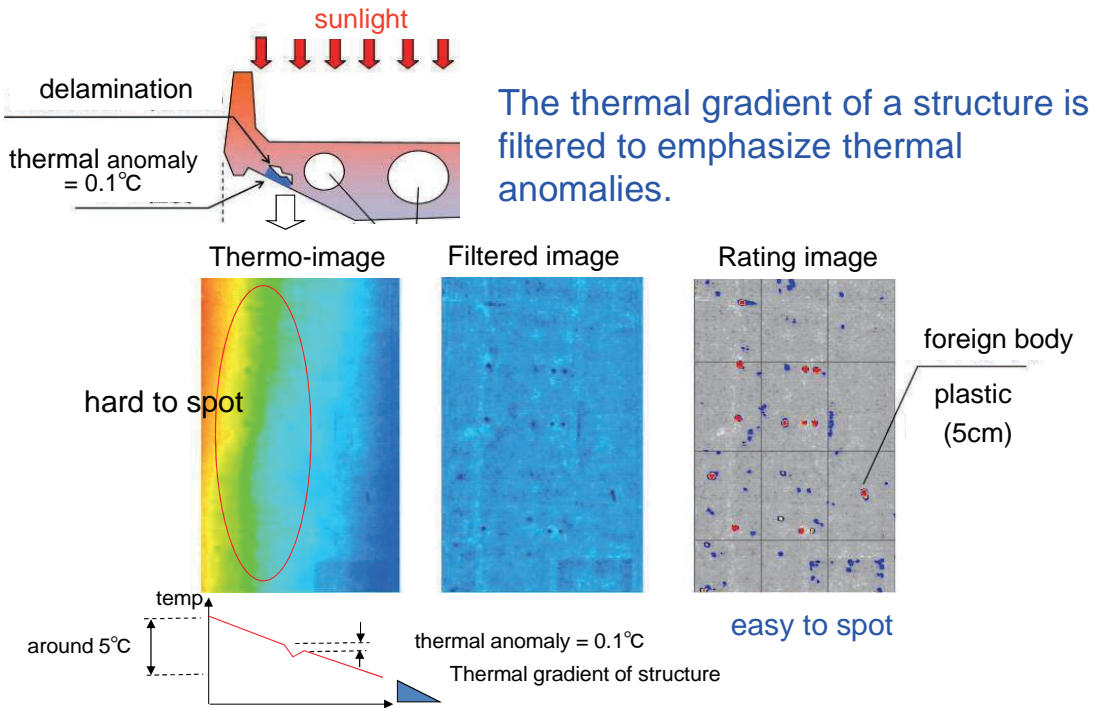 sunlight
delamination
thermal anomaly
= 0.1℃
The thermal gradient of a structure is
filtered to emphasize thermal
anomalies.
Thermo-image
Filtered image
Rating image
hard to spot
foreign body
plastic
(5cm)
easy to spot
temp
around 5℃
thermal anomaly = 0.1℃
Thermal gradient of structure